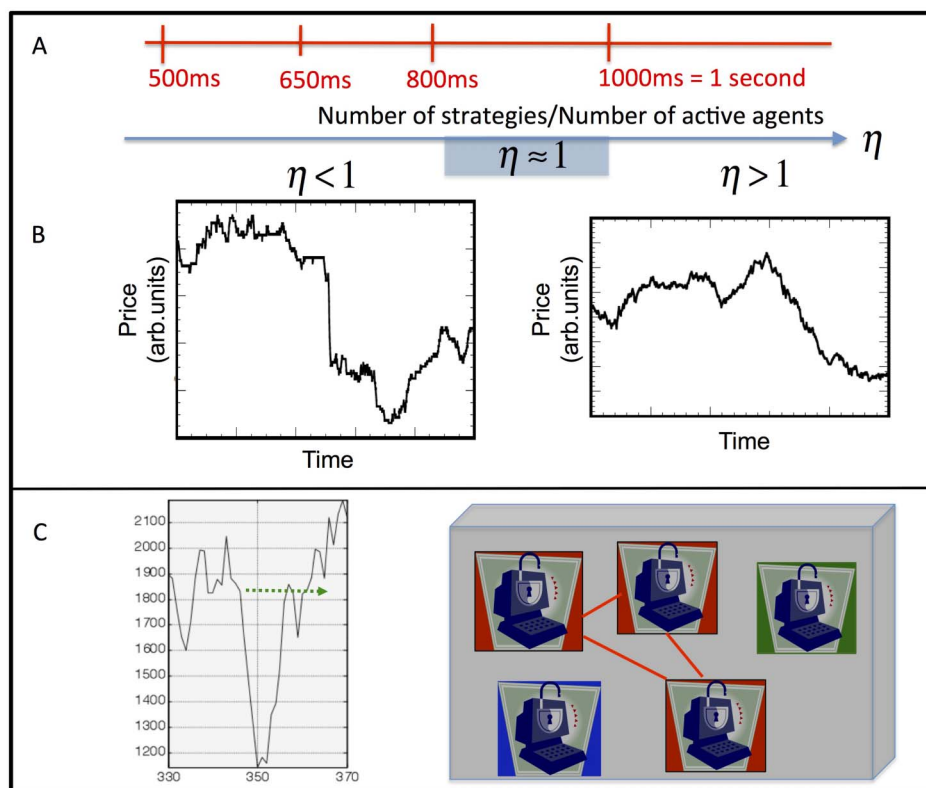 A
500ms 650ms 800ms 1000ms = 1 second
Number of strategies/Number of active agents
η
η ≈ 1
η < 1
η > 1
B
Price
(arb.units)
Time
Price
(arb.units)
Time
C
2100
2000
1900
1800
1700
1600
1500
1400
1300
1200
330 350 370